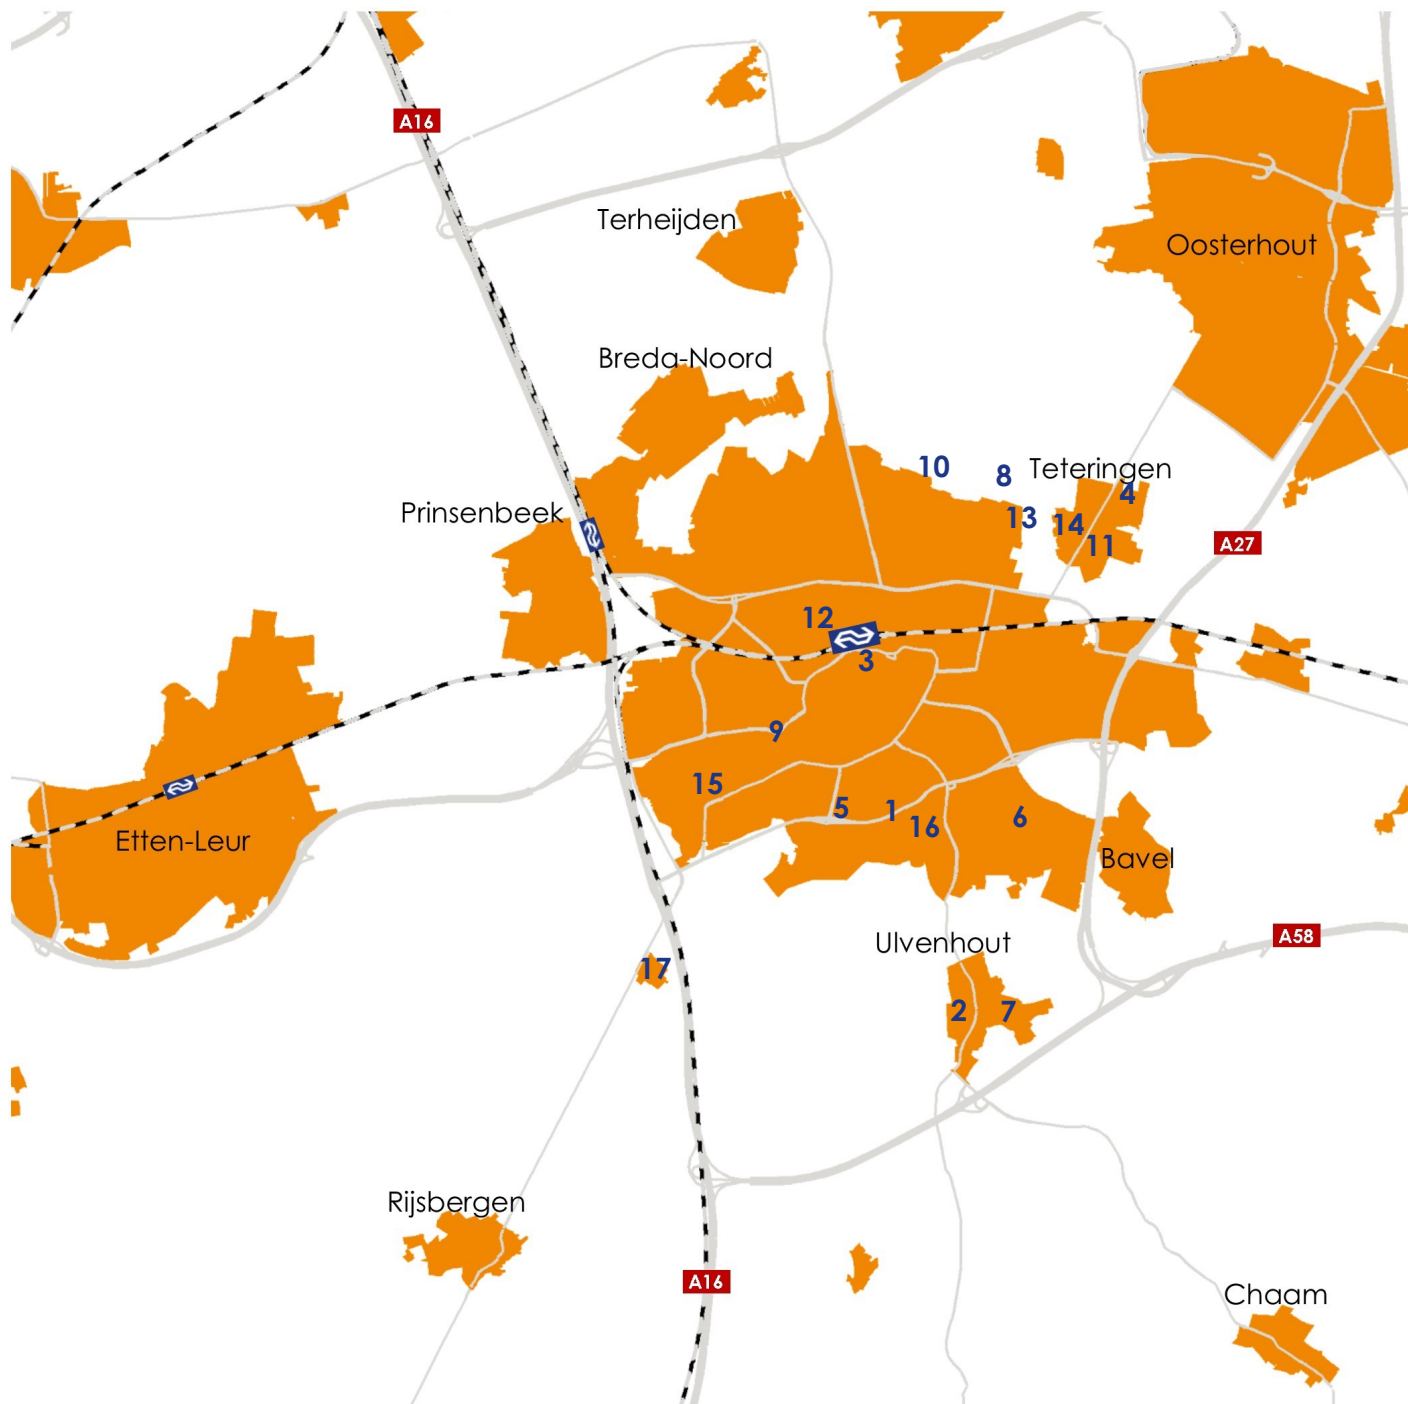 A16
Terheijden
Oosterhout
Breda-Noord
10
8
Teteringen
4
Prinsenbeek
13
14
11
A27
12
3
9
15
5
1
16
6
Etten-Leur
Bavel
Ulvenhout
A58
17
2
7
Rijsbergen
A16
Chaam